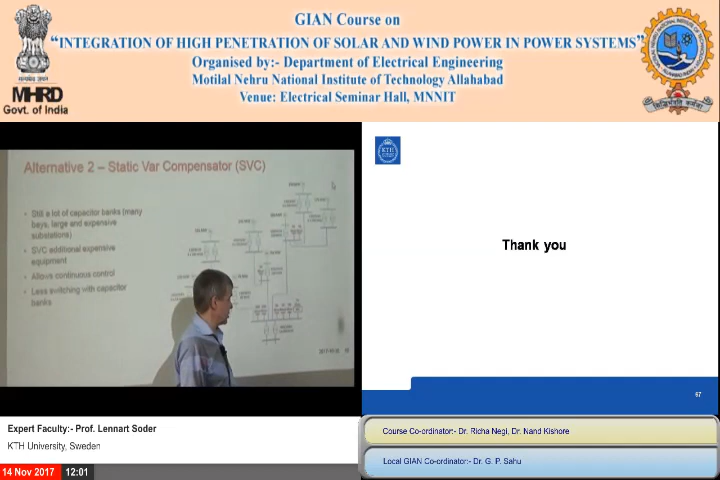 GIAN Course on
“INTEGRATION OF HIGH PENETRATION OF SOLAR AND WIND POWER IN POWER SYSTEMS”
Organised by:- Department of Electrical Engineering
Motilal Nehru National Institute of Technology Allahabad
Venue: Electrical Seminar Hall, MNNIT
सत्यमेव जयते
MHRD
Govt. of India
Alternative 2 – Static Var Compensator (SVC)
• Still a lot of capacitor banks (many
bays, large and expensive
substations)
• SVC additional expensive
equipment
• Allows continuous control
• Less switching with capacitor
banks
KTH
Thank you
67
Expert Faculty:- Prof. Lennart Soder
KTH University, Sweden
14 Nov 2017 12:01
Course Co-ordinator:- Dr. Richa Negi, Dr. Nand Kishore
Local GIAN Co-ordinator:- Dr. G. P. Sahu